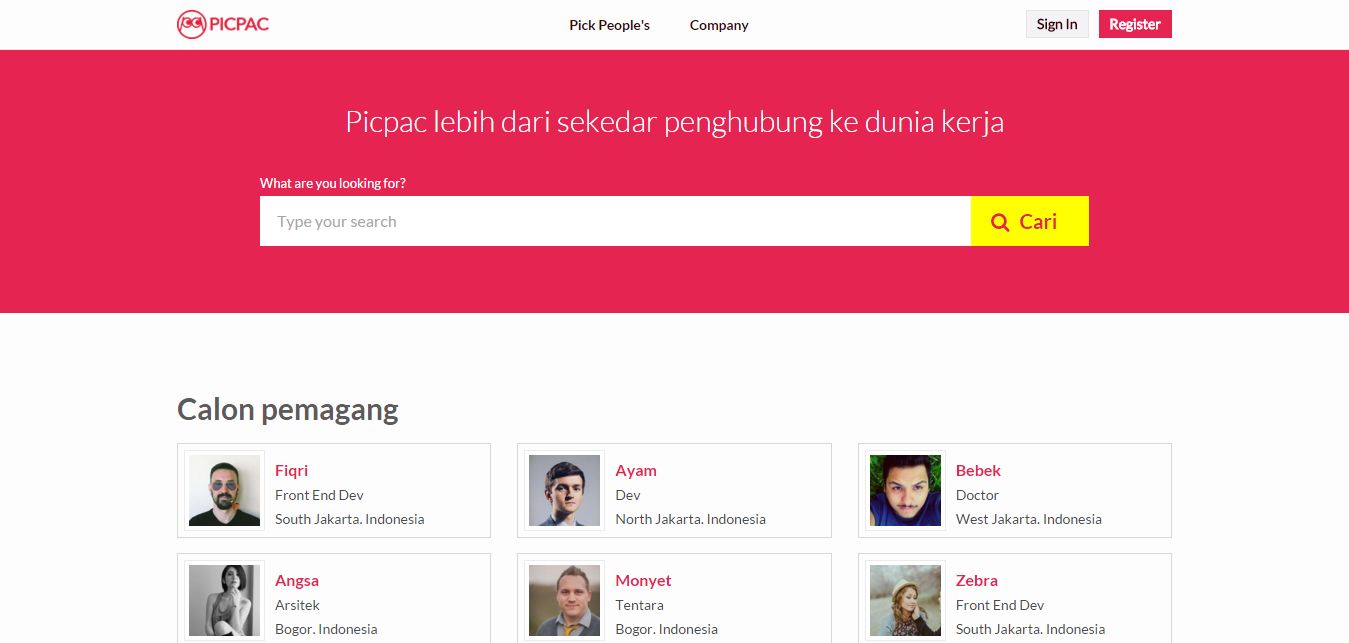 PICPAC
Pick People's
Company
Sign In
Register
Picpac lebih dari sekedar penghubung ke dunia kerja
What are you looking for?
Type your search
Cari
Calon pemagang
Fiqri
Front End Dev
South Jakarta. Indonesia
Ayam
Dev
North Jakarta. Indonesia
Bebek
Doctor
West Jakarta. Indonesia
Angsa
Arsitek
Bogor. Indonesia
Monyet
Tentara
Bogor. Indonesia
Zebra
Front End Dev
South Jakarta. Indonesia